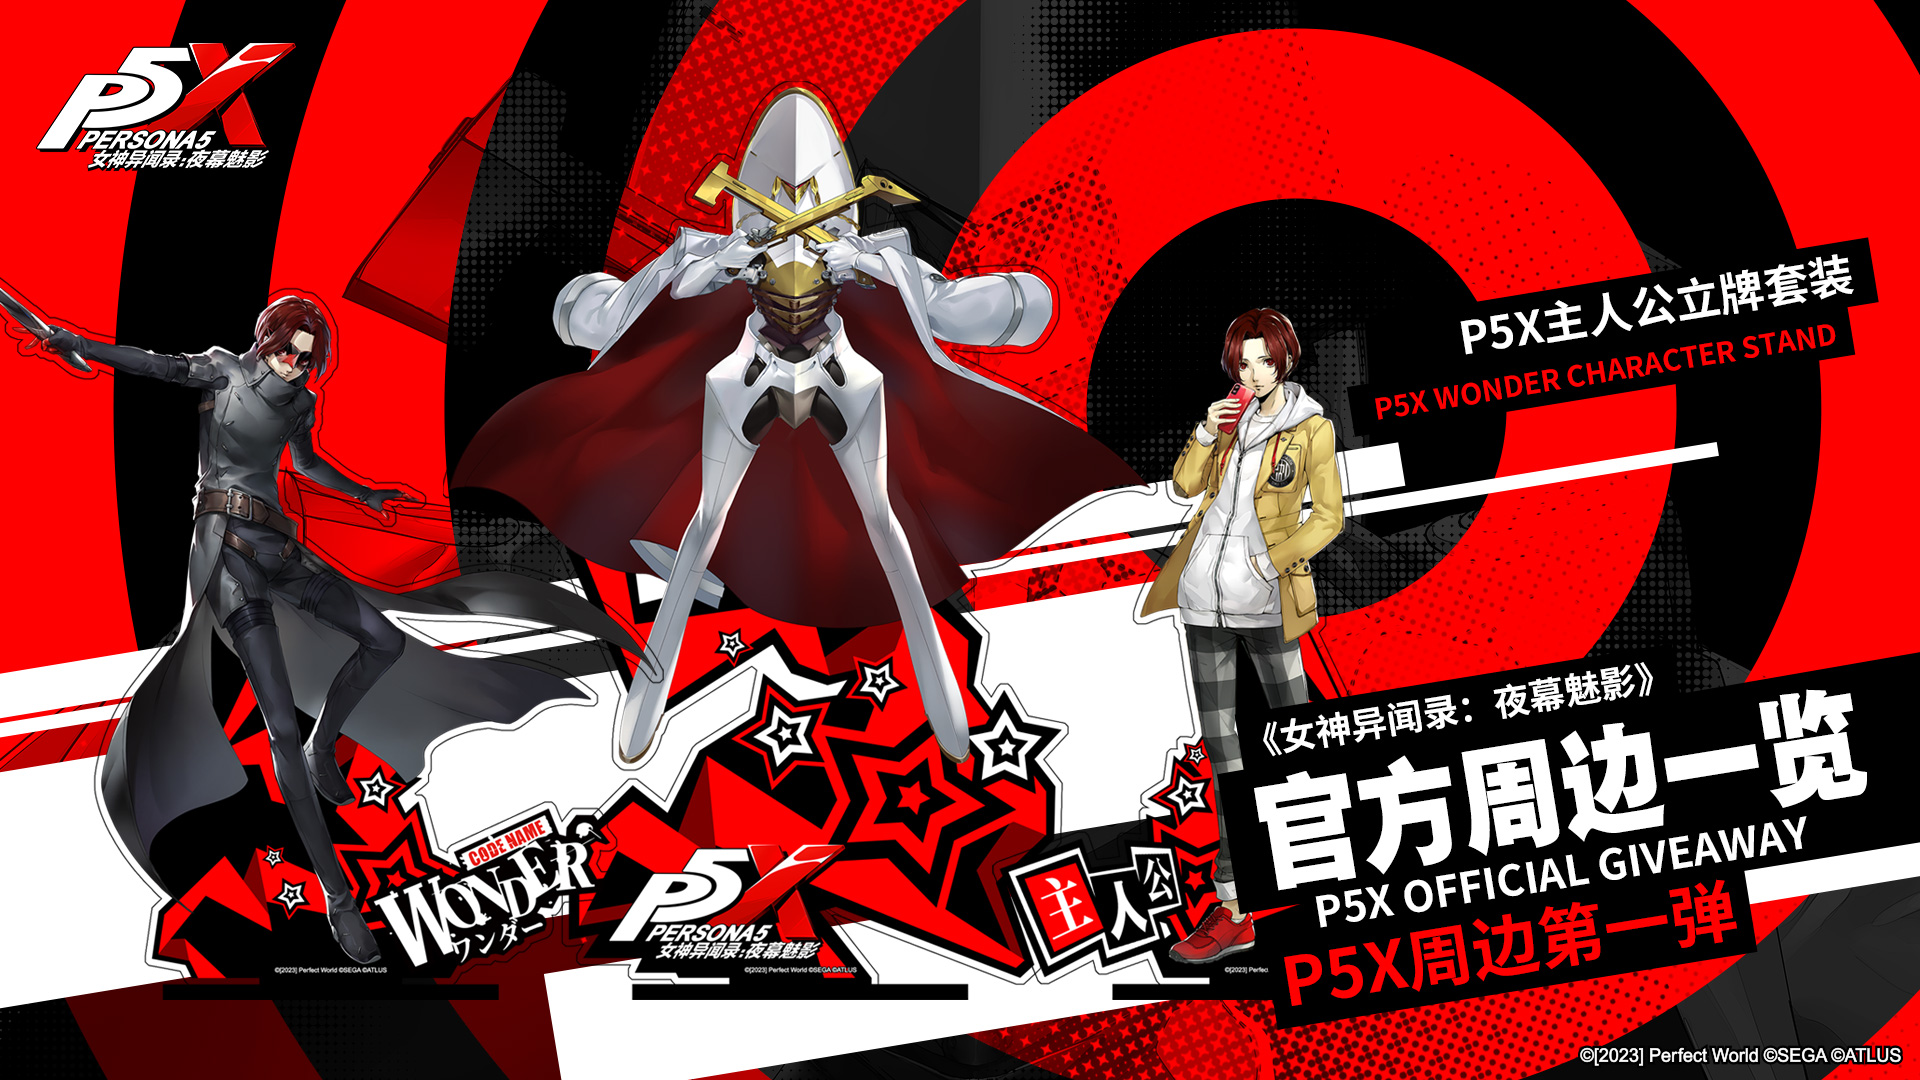 P5X
PERSONA5
女神异闻录:夜幕魅影
P5X主人公立牌套装
P5X WONDER CHARACTER STAND
《女神异闻录：夜幕魅影》
官方周边一览
P5X OFFICIAL GIVEAWAY
P5X周边第一弹
CODE NAME
WONDER
ワンダー
©[2023] Perfect World ©SEGA ©ATLUS
P5X
PERSONA5
女神异闻录:夜幕魅影
©[2023] Perfect World ©SEGA ©ATLUS
主人公
©[2023] Perfec
©[2023] Perfect World ©SEGA ©ATLUS